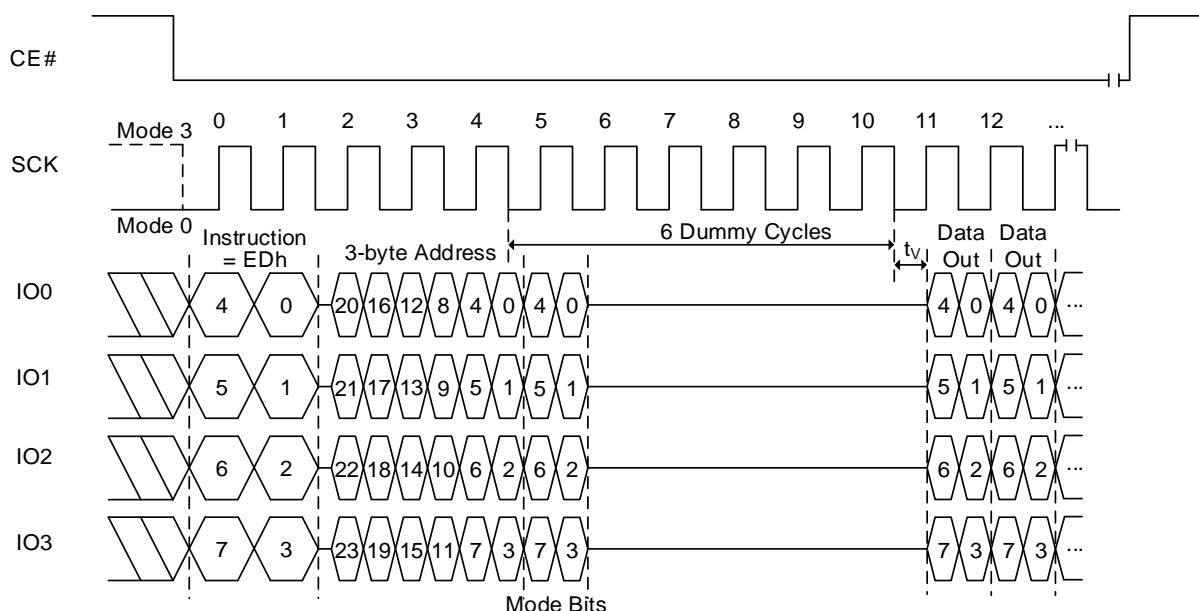 CE#
0 1 2 3 4 5 6 7 8 9 10 11 12 ...
Mode 3
SCK
Mode 0
Instruction
= EDh
3-byte Address
6 Dummy Cycles
tV
Data
Out
Data
Out
IO0 4 0 20 16 12 8 4 0 4 0 4 0 4 0 ...
IO1 5 1 21 17 13 9 5 1 5 1 5 1 5 1 ...
IO2 6 2 22 18 14 10 6 2 6 2 6 2 6 2 ...
IO3 7 3 23 19 15 11 7 3 7 3 7 3 7 3 ...
Mode Bits